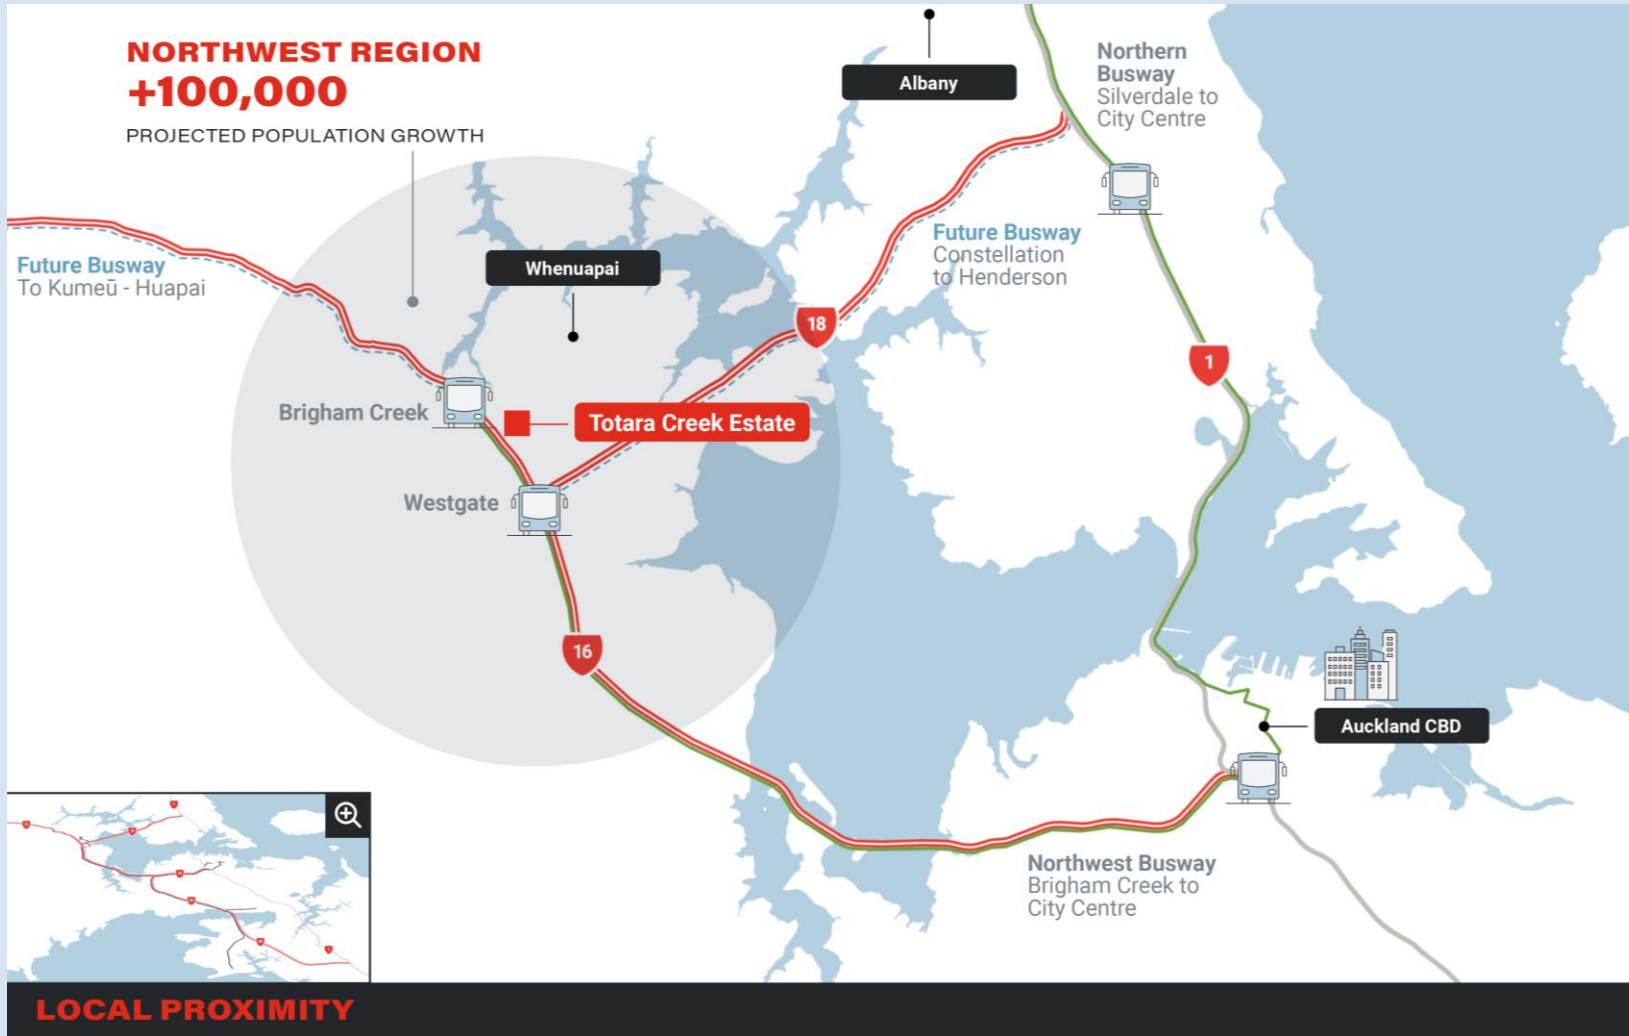 NORTHWEST REGION
+100,000
PROJECTED POPULATION GROWTH
Albany
Northern
Busway
Silverdale to
City Centre
Future Busway
To Kumeū - Huapai
Whenuapai
Future Busway
Constellation
to Henderson
18
1
Brigham Creek
Totara Creek Estate
Westgate
16
Auckland CBD
Northwest Busway
Brigham Creek to
City Centre
LOCAL PROXIMITY